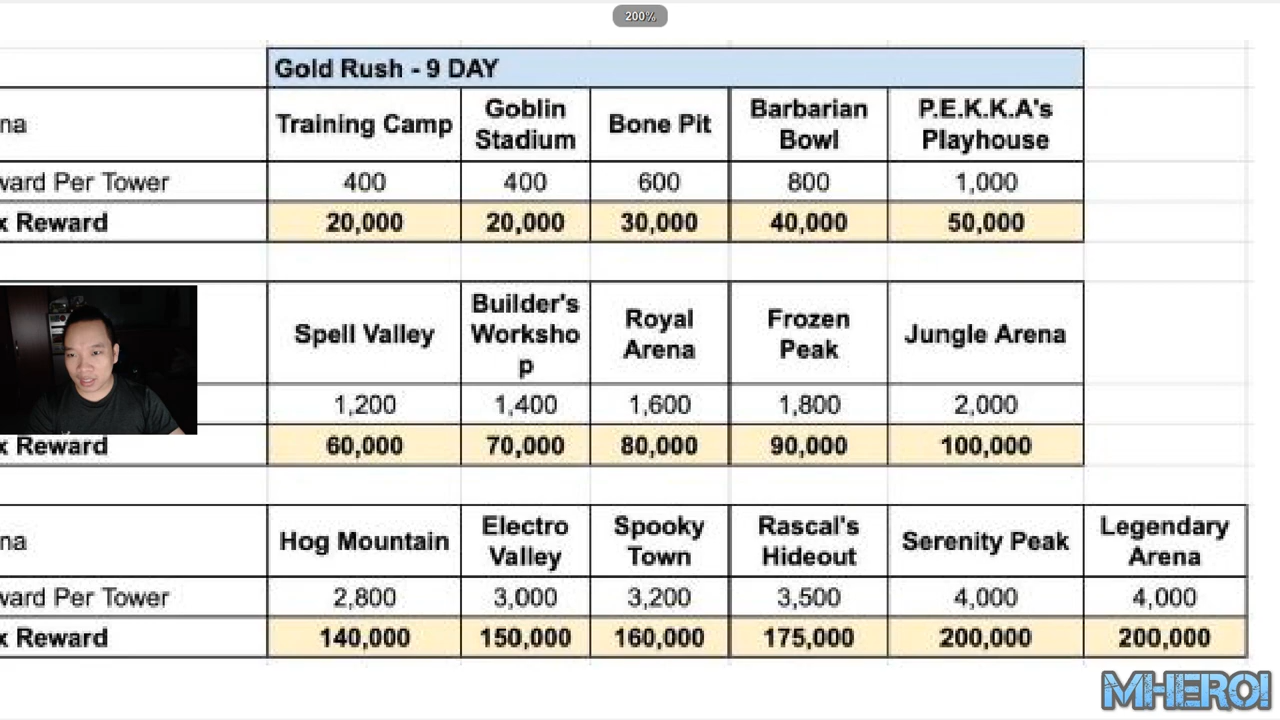 200%
Gold Rush - 9 DAY
na Training Camp Goblin Stadium Bone Pit Barbarian Bowl P.E.K.K.A's Playhouse
ward Per Tower 400 400 600 800 1,000
x Reward 20,000 20,000 30,000 40,000 50,000
Spell Valley Builder's Workshop Royal Arena Frozen Peak Jungle Arena
1,200 1,400 1,600 1,800 2,000
x Reward 60,000 70,000 80,000 90,000 100,000
na Hog Mountain Electro Valley Spooky Town Rascal's Hideout Serenity Peak Legendary Arena
ward Per Tower 2,800 3,000 3,200 3,500 4,000 4,000
x Reward 140,000 150,000 160,000 175,000 200,000 200,000
MHERO!